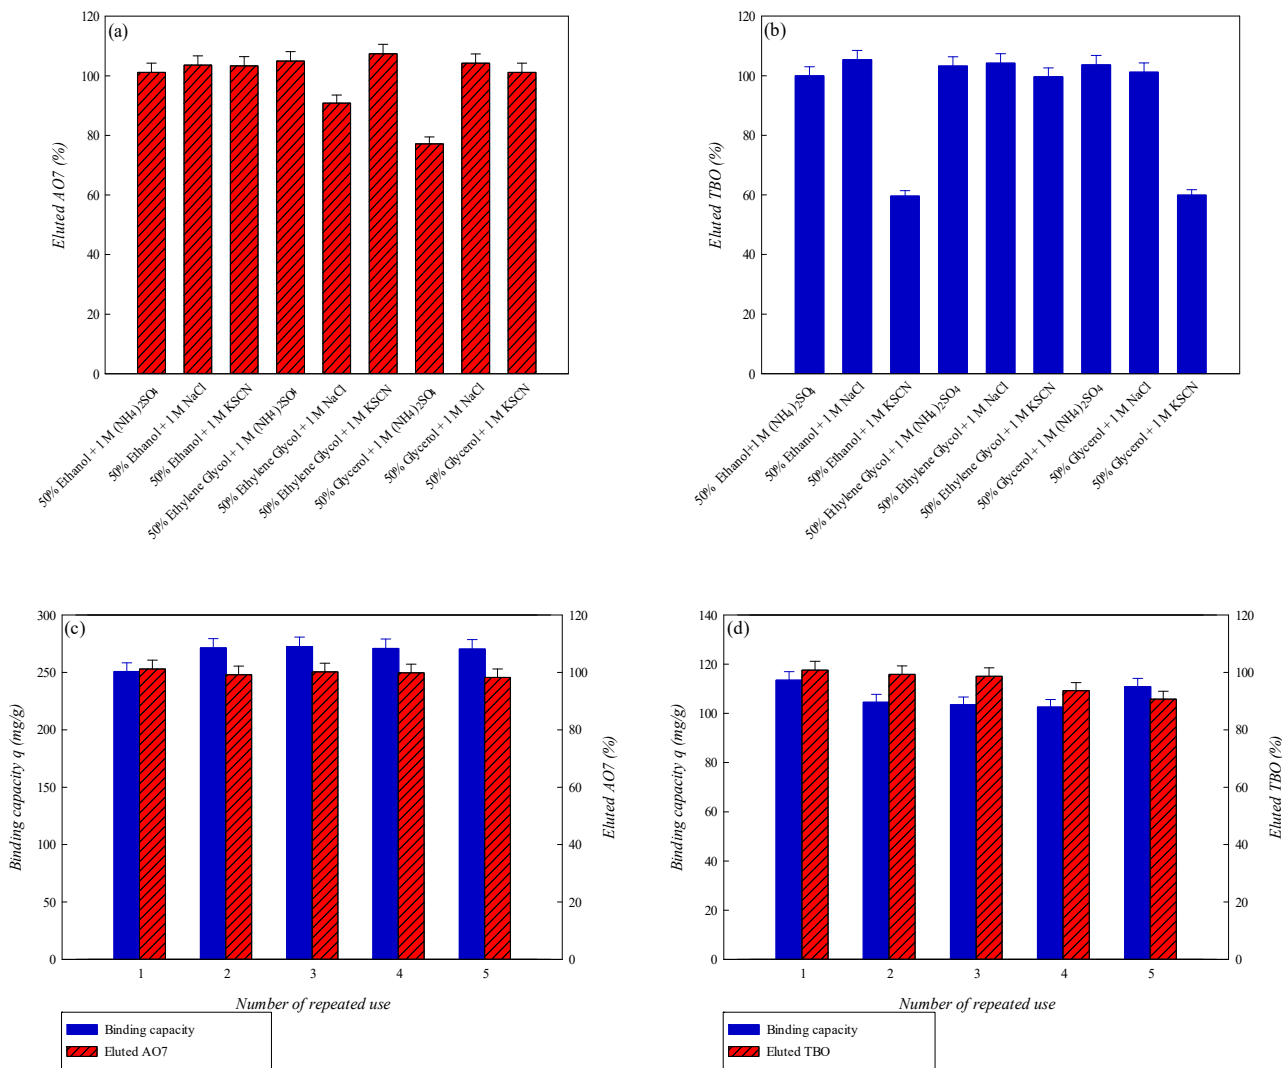 (a)
120
100
80
60
40
20
0
Eluted AO7 (%)
50% Ethanol + 1 M (NH4)2SO4
50% Ethanol + 1 M NaCl
50% Ethanol + 1 M KSCN
50% Ethylene Glycol + 1 M (NH4)2SO4
50% Ethylene Glycol + 1 M NaCl
50% Ethylene Glycol + 1 M KSCN
50% Glycerol + 1 M (NH4)2SO4
50% Glycerol + 1 M NaCl
50% Glycerol + 1 M KSCN
(b)
120
100
80
60
40
20
0
Eluted TBO (%)
50% Ethanol+1 M (NH4)2SO4
50% Ethanol + 1 M NaCl
50% Ethanol + 1 M KSCN
50% Ethylene Glycol + 1 M (NH4)2SO4
50% Ethylene Glycol + 1 M NaCl
50% Ethylene Glycol + 1 M KSCN
50% Glycerol + 1 M (NH4)2SO4
50% Glycerol + 1 M NaCl
50% Glycerol + 1 M KSCN
(c)
300
250
200
150
100
50
0
Binding capacity q (mg/g)
120
100
80
60
40
20
0
Eluted AO7 (%)
1 2 3 4 5
Number of repeated use
Binding capacity
Eluted AO7
(d)
140
120
100
80
60
40
20
0
Binding capacity q (mg/g)
120
100
80
60
40
20
0
Eluted TBO (%)
1 2 3 4 5
Number of repeated use
Binding capacity
Eluted TBO